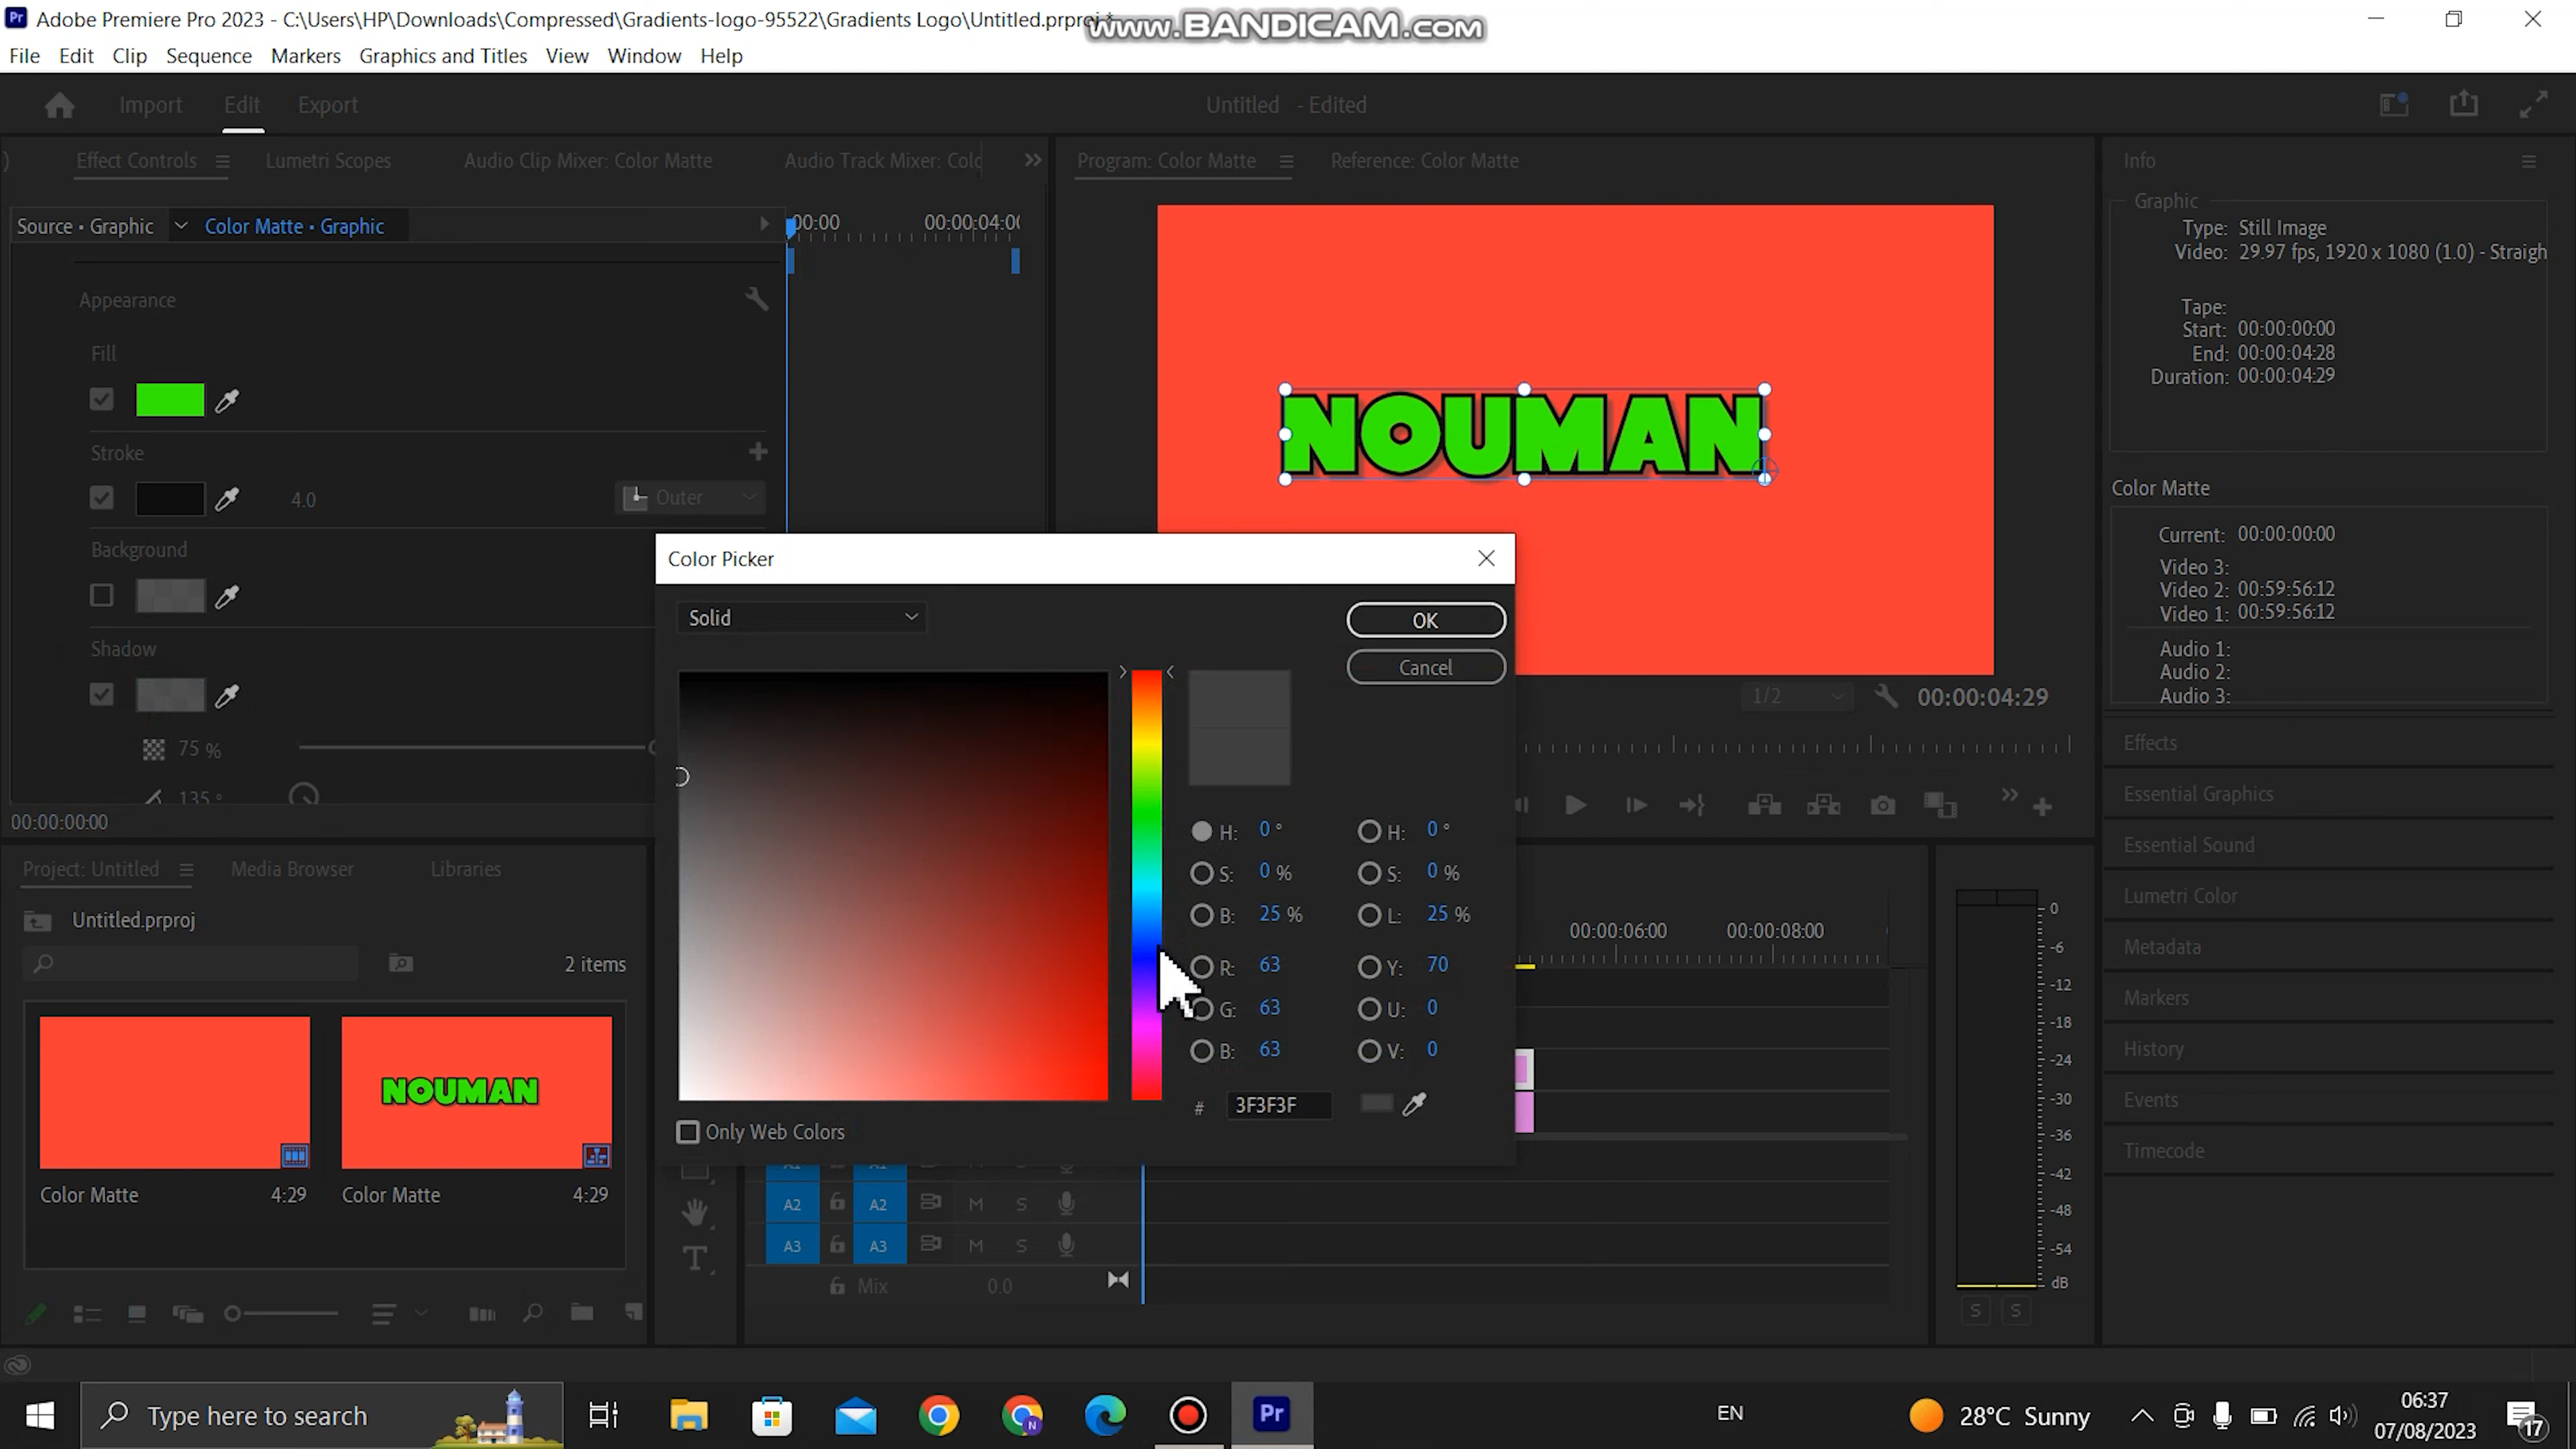 Adobe Premiere Pro 2023 - C:\Users\HP\Downloads\Compressed\Gradients-logo-95522\Gradients Logo\Untitled.prproj *
www.BANDICAM.com
File Edit Clip Sequence Markers Graphics and Titles View Window Help
Import Edit Export
Untitled - Edited
Effect Controls Lumetri Scopes Audio Clip Mixer: Color Matte Audio Track Mixer: Colo
Program: Color Matte Reference: Color Matte
Info
Source • Graphic Color Matte • Graphic
00:00 00:00:04:00
Graphic
Type: Still Image
Video: 29.97 fps, 1920 x 1080 (1.0) - Straigh
Tape:
Start: 00:00:00:00
End: 00:00:04:28
Duration: 00:00:04:29
Appearance
Fill
Stroke
4.0 Outer
Background
Shadow
75 %
135 °
00:00:00:00
NOUMAN
Color Matte
Current: 00:00:00:00
Video 3:
Video 2: 00:59:56:12
Video 1: 00:59:56:12
Audio 1:
Audio 2:
Audio 3:
Color Picker
Solid
OK
Cancel
H: 0 ° H: 0 °
S: 0 % S: 0 %
B: 25 % L: 25 %
R: 63 Y: 70
G: 63 U: 0
B: 63 V: 0
# 3F3F3F
Only Web Colors
1/2 00:00:04:29
Effects
Essential Graphics
Essential Sound
Lumetri Color
Metadata
Markers
History
Events
Timecode
Project: Untitled Media Browser Libraries
Untitled.prproj
2 items
NOUMAN
Color Matte 4:29 Color Matte 4:29
00:00:06:00 00:00:08:00
A2 A2 M S
A3 A3 M S
Mix 0.0
0
-6
-12
-18
-24
-30
-36
-42
-48
-54
dB
S S
Type here to search
Pr
EN
28°C Sunny
06:37
07/08/2023
17